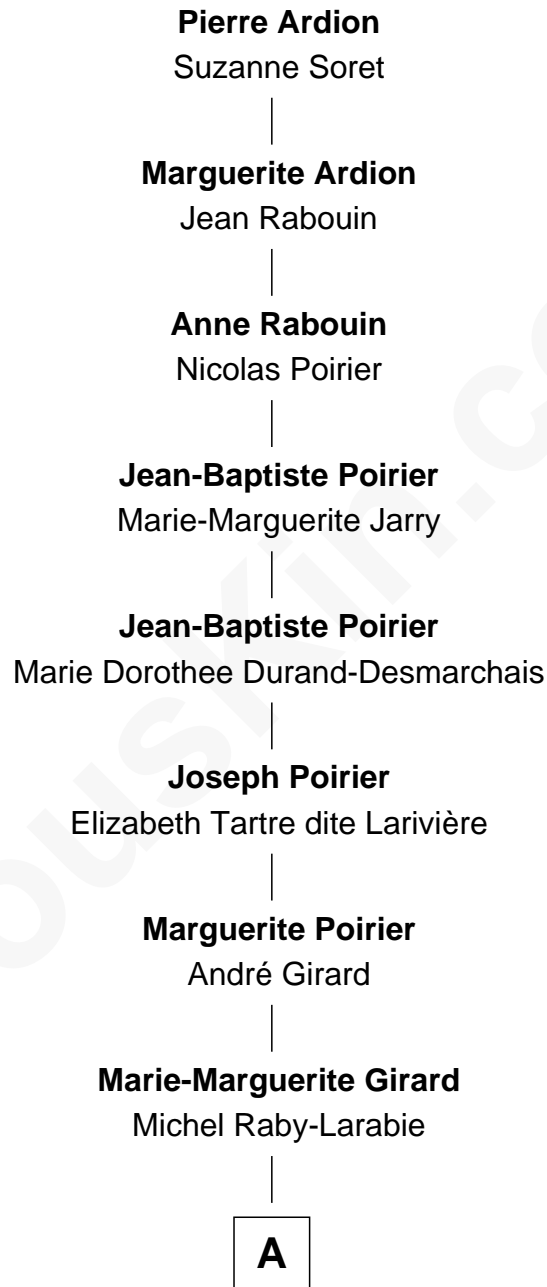 Pierre Ardion
Suzanne Soret
Marguerite Ardion
Jean Rabouin
Anne Rabouin
Nicolas Poirier
Jean-Baptiste Poirier
Marie-Marguerite Jarry
Jean-Baptiste Poirier
Marie Dorothee Durand-Desmarchais
Joseph Poirier
Elizabeth Tartre dite Larivière
Marguerite Poirier
André Girard
Marie-Marguerite Girard
Michel Raby-Larabie
A